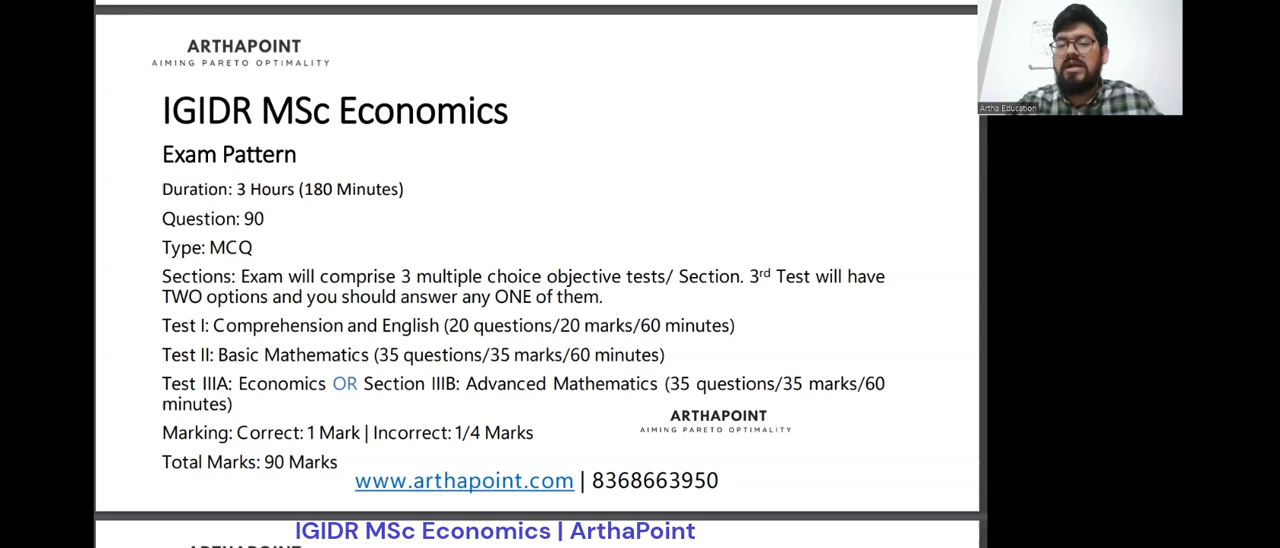 ARTHAPOINT
AIMING PARETO OPTIMALITY
IGIDR MSc Economics
Exam Pattern
Duration: 3 Hours (180 Minutes)
Question: 90
Type: MCQ
Sections: Exam will comprise 3 multiple choice objective tests/ Section. 3rd Test will have
TWO options and you should answer any ONE of them.
Test I: Comprehension and English (20 questions/20 marks/60 minutes)
Test II: Basic Mathematics (35 questions/35 marks/60 minutes)
Test IIIA: Economics OR Section IIIB: Advanced Mathematics (35 questions/35 marks/60
minutes)
ARTHAPOINT
AIMING PARETO OPTIMALITY
Marking: Correct: 1 Mark | Incorrect: 1/4 Marks
Total Marks: 90 Marks
www.arthapoint.com | 8368663950
IGIDR MSc Economics | ArthaPoint
ARTHAPOINT
Artha Education